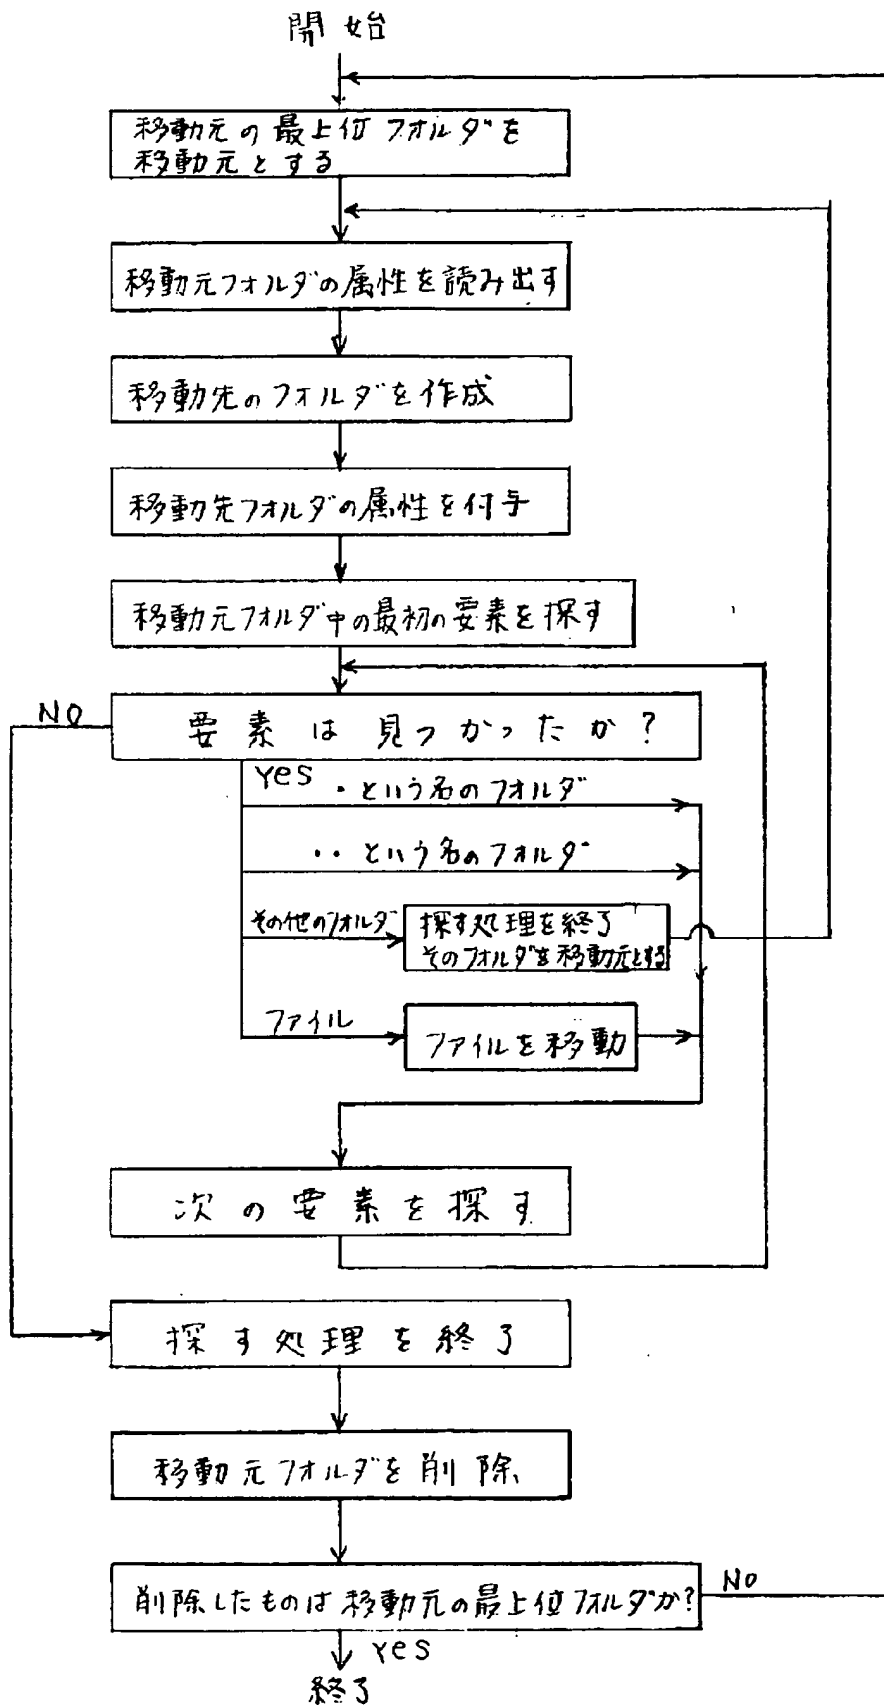 開始
移動元の最上位フォルダを
移動元とする
移動元フォルダの属性を読み出す
移動先のフォルダを作成
移動先フォルダの属性を付与
移動元フォルダ中の最初の要素を探す
NO
要素は見つかったか?
Yes
・という名のフォルダ
・・という名のフォルダ
その他のフォルダ
探す処理を終了
そのフォルダを移動元とする
ファイル
ファイルを移動
次の要素を探す
探す処理を終了
移動元フォルダを削除
削除したものは移動元の最上位フォルダか?
NO
Yes
終了